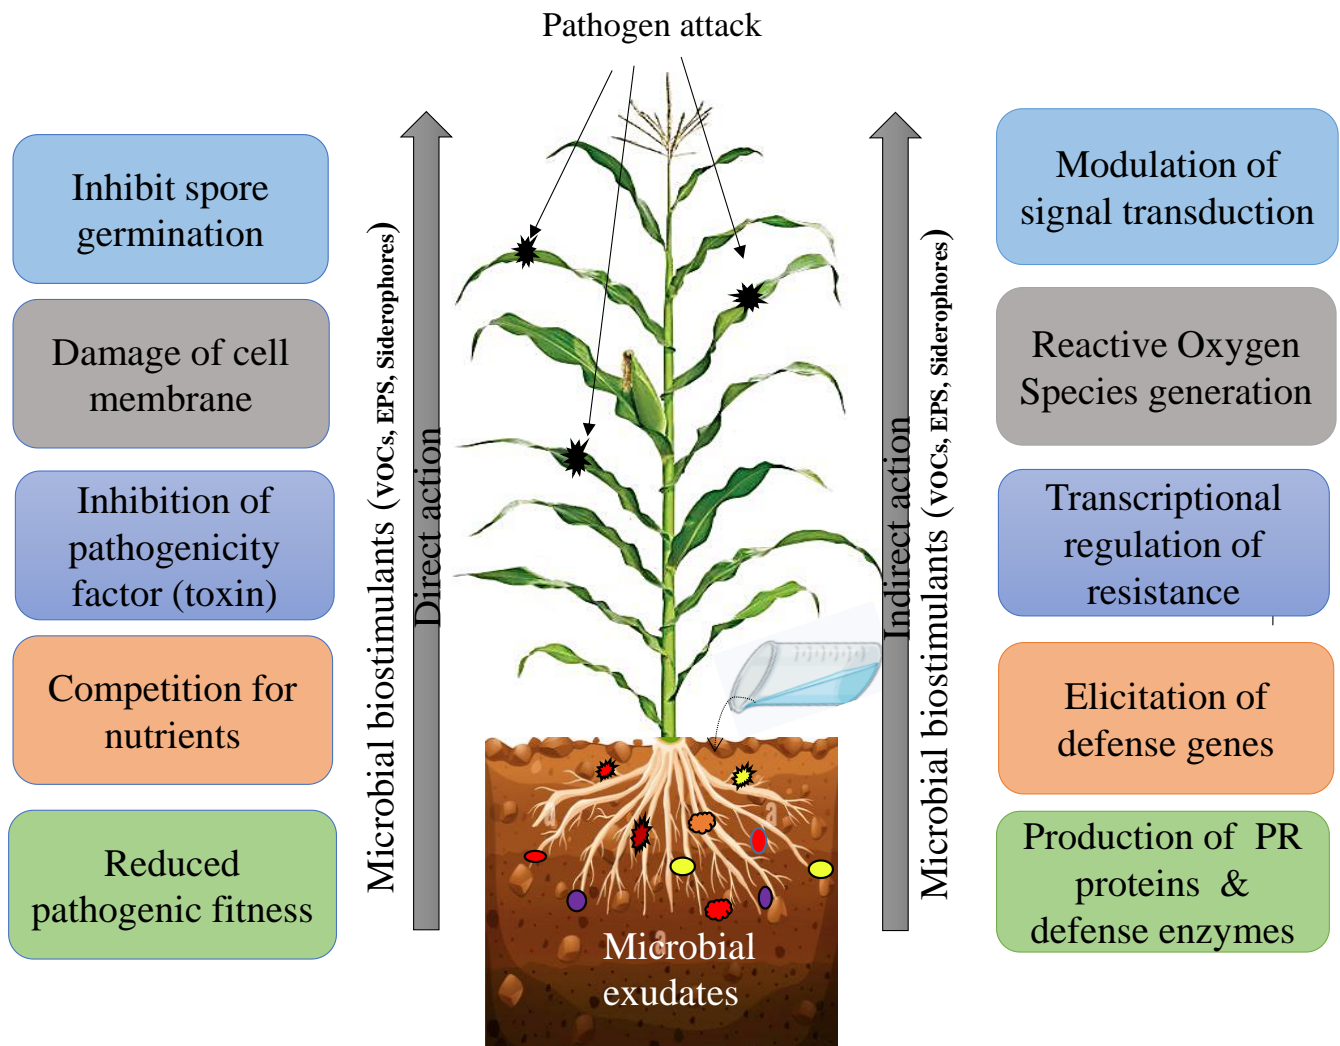 Pathogen attack
Inhibit spore
germination
Damage of cell
membrane
Inhibition of
pathogenicity
factor (toxin)
Competition for
nutrients
Reduced
pathogenic fitness
Microbial biostimulants (VOCs, EPS, Siderophores)
Direct action
Indirect action
Microbial biostimulants (VOCs, EPS, Siderophores)
Modulation of
signal transduction
Reactive Oxygen
Species generation
Transcriptional
regulation of
resistance
Elicitation of
defense genes
Production of PR
proteins &
defense enzymes
Microbial
exudates